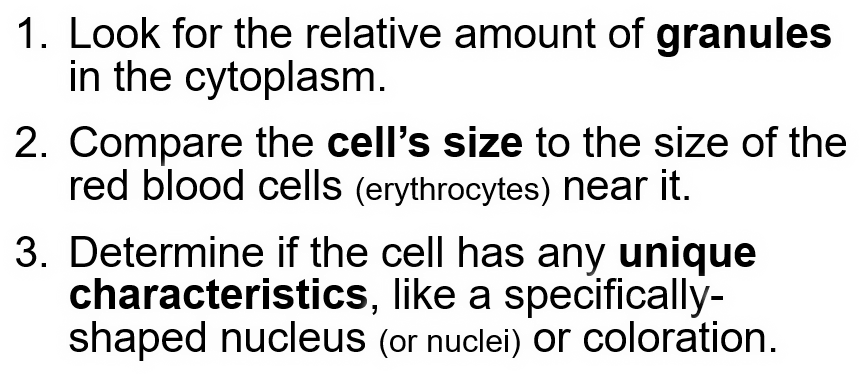 1. Look for the relative amount of granules
in the cytoplasm.
2. Compare the cell’s size to the size of the
red blood cells (erythrocytes) near it.
3. Determine if the cell has any unique
characteristics, like a specifically-
shaped nucleus (or nuclei) or coloration.